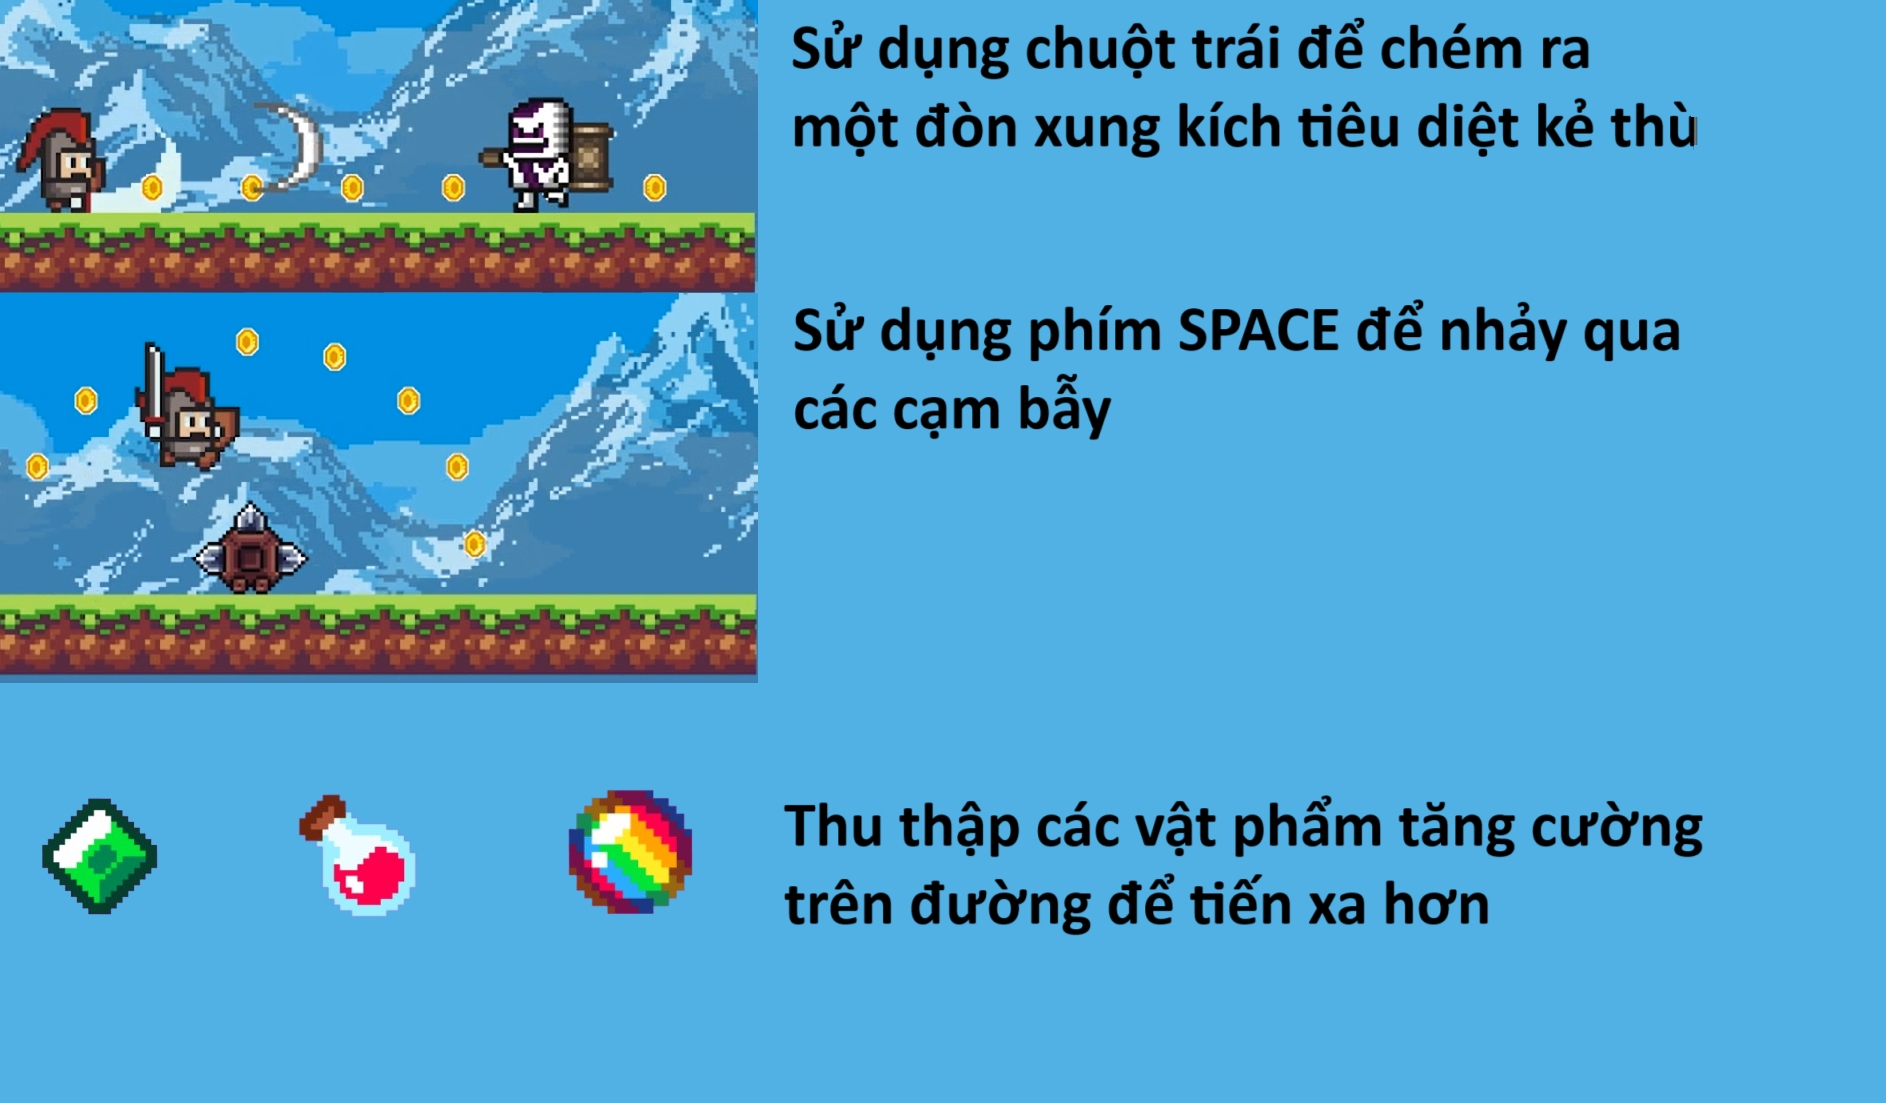 Sử dụng chuột trái để chém ra
một đòn xung kích tiêu diệt kẻ thù
Sử dụng phím SPACE để nhảy qua
các cạm bẫy
Thu thập các vật phẩm tăng cường
trên đường để tiến xa hơn